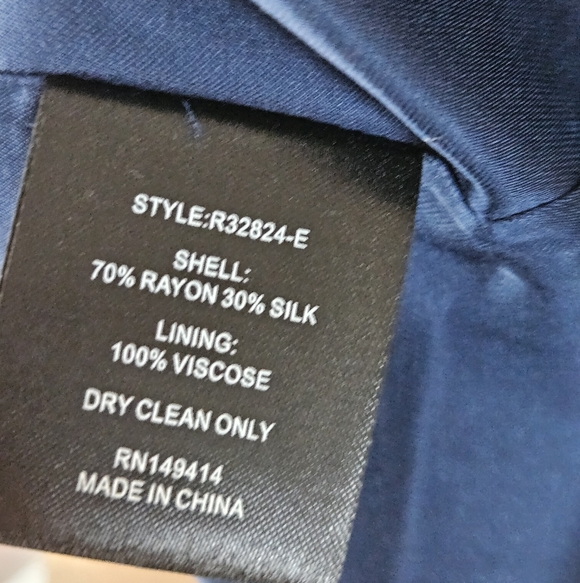 STYLE:R32824-E
SHELL:
70% RAYON 30% SILK
LINING:
100% VISCOSE
DRY CLEAN ONLY
RN149414
MADE IN CHINA